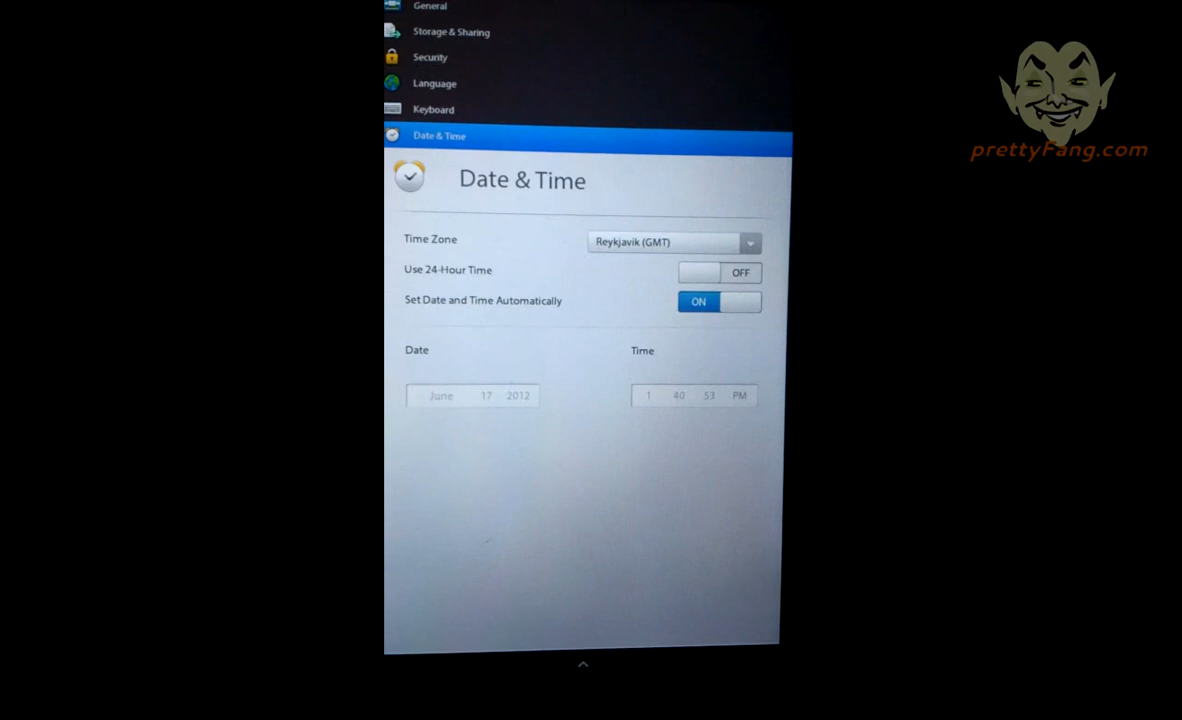 General
Storage & Sharing
Security
Language
Keyboard
Date & Time
Date & Time
Time Zone Reykjavik (GMT)
Use 24-Hour Time OFF
Set Date and Time Automatically ON
Date Time
June 17 2012 1 40 53 PM
prettyFang.com